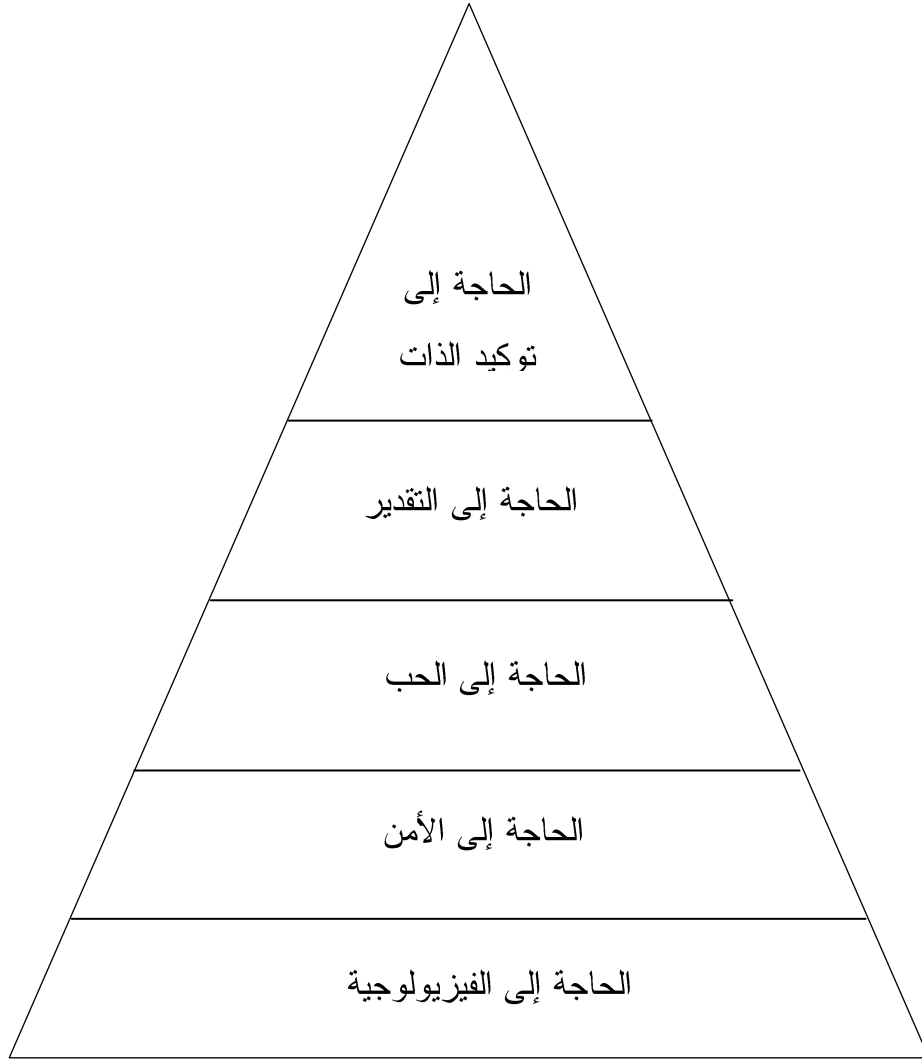 الحاجة إلى
توكيد الذات
الحاجة إلى التقدير
الحاجة إلى الحب
الحاجة إلى الأمن
الحاجة إلى الفيزيولوجية